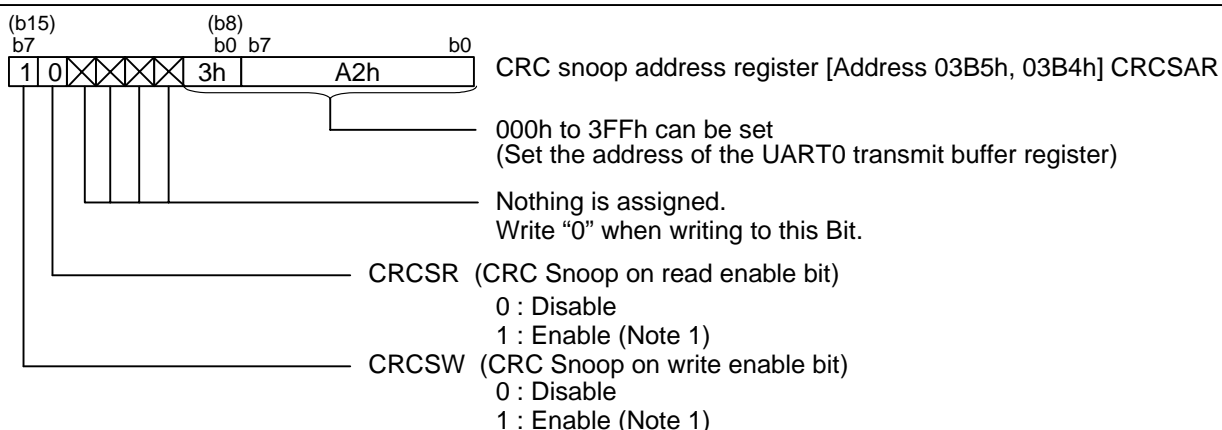 (b15) (b8)
b7 b0 b7 b0
1 0 3h A2h CRC snoop address register [Address 03B5h, 03B4h] CRCSAR
000h to 3FFh can be set
(Set the address of the UART0 transmit buffer register)
Nothing is assigned.
Write “0” when writing to this Bit.
CRCSR (CRC Snoop on read enable bit)
0 : Disable
1 : Enable (Note 1)
CRCSW (CRC Snoop on write enable bit)
0 : Disable
1 : Enable (Note 1)